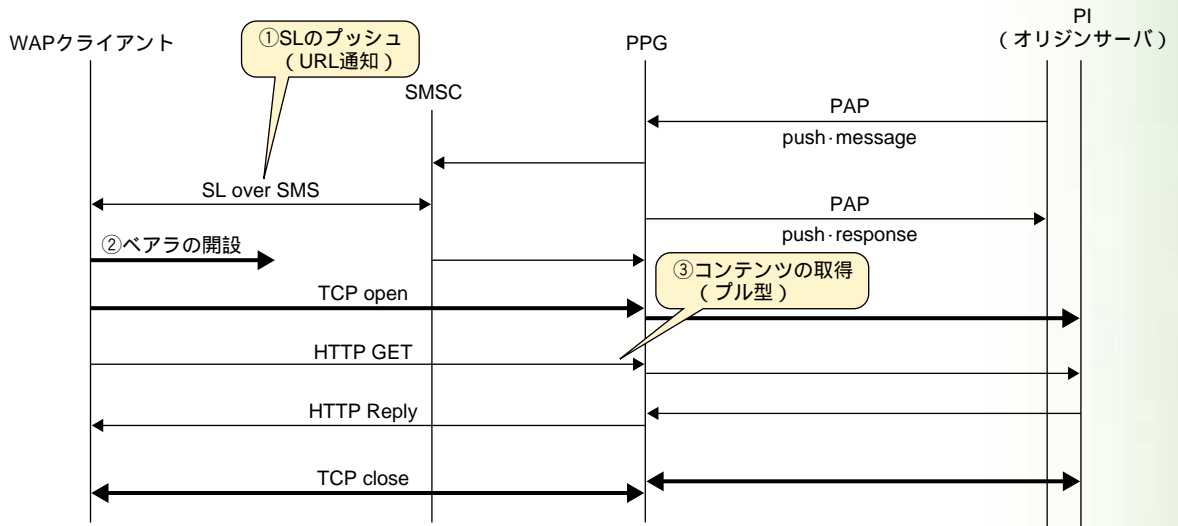 PI
（オリジンサーバ）
WAPクライアント
①SLのプッシュ
（URL通知）
PPG
SMSC
PAP
push·message
SL over SMS
PAP
push·response
②ベアラの開設
③コンテンツの取得
（プル型）
TCP open
HTTP GET
HTTP Reply
TCP close